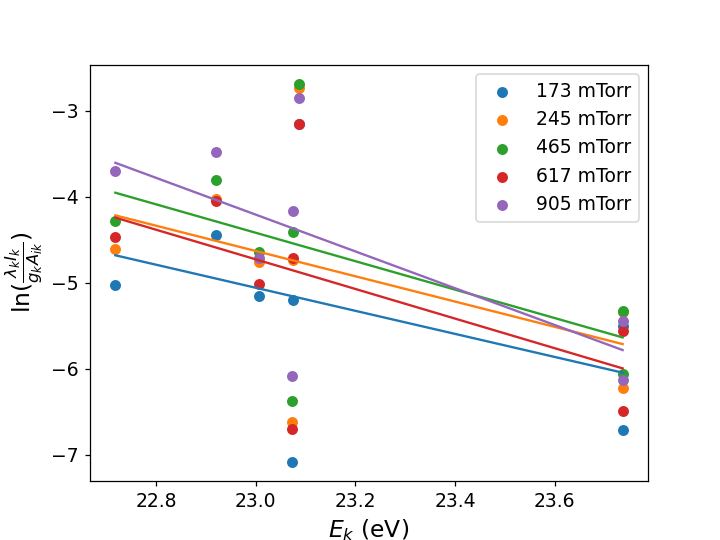 173 mTorr
245 mTorr
465 mTorr
617 mTorr
905 mTorr
−3
−4
−5
−6
−7
ln(λₖIₖ/gₖAᵢₖ)
22.8 23.0 23.2 23.4 23.6
Eₖ (eV)